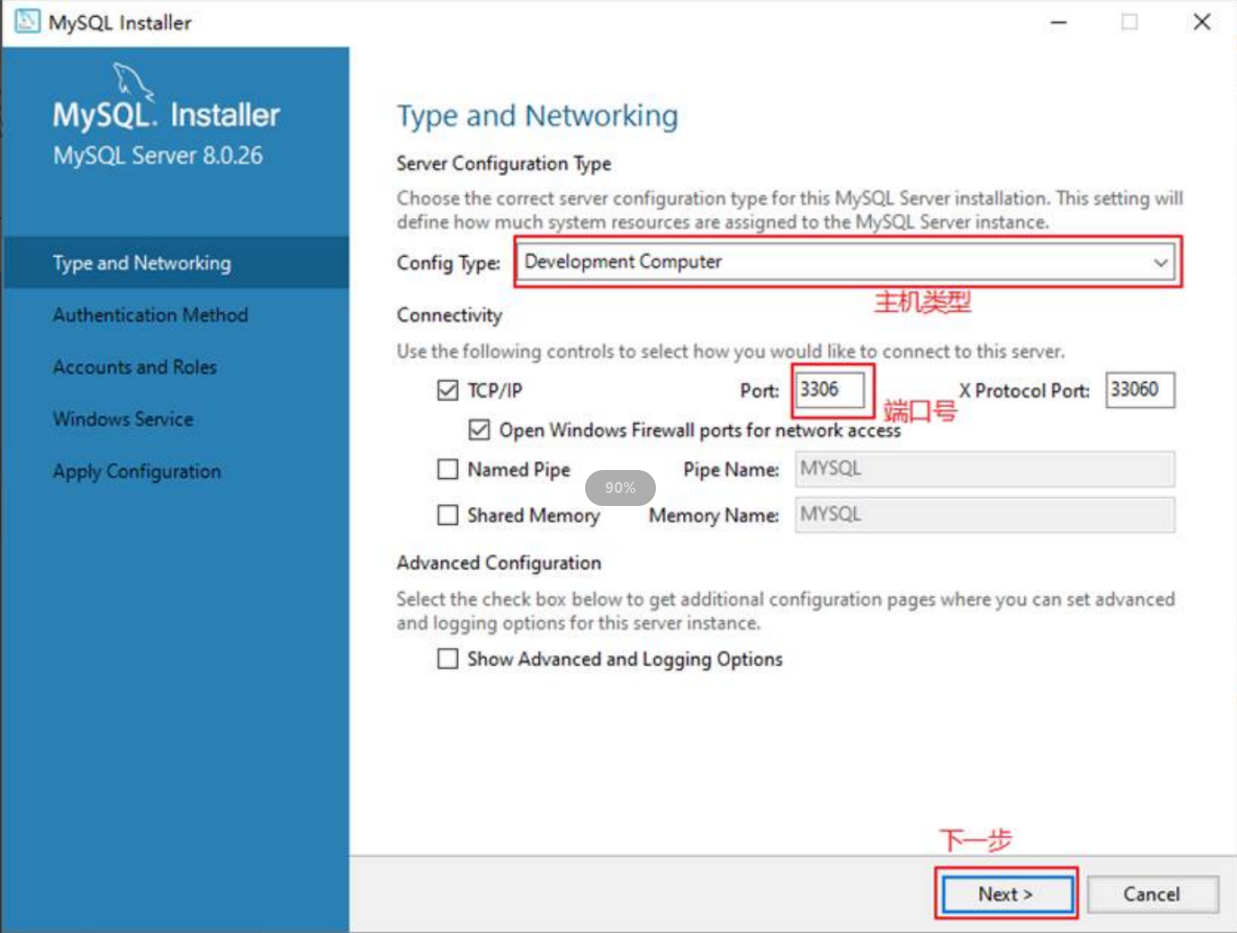 MySQL Installer
MySQL. Installer
MySQL Server 8.0.26
Type and Networking
Authentication Method
Accounts and Roles
Windows Service
Apply Configuration
Type and Networking
Server Configuration Type
Choose the correct server configuration type for this MySQL Server installation. This setting will
define how much system resources are assigned to the MySQL Server instance.
Config Type: Development Computer
主机类型
Connectivity
Use the following controls to select how you would like to connect to this server.
TCP/IP Port: 3306 X Protocol Port: 33060
端口号
Open Windows Firewall ports for network access
Named Pipe Pipe Name: MYSQL
90%
Shared Memory Memory Name: MYSQL
Advanced Configuration
Select the check box below to get additional configuration pages where you can set advanced
and logging options for this server instance.
Show Advanced and Logging Options
下一步
Next > Cancel